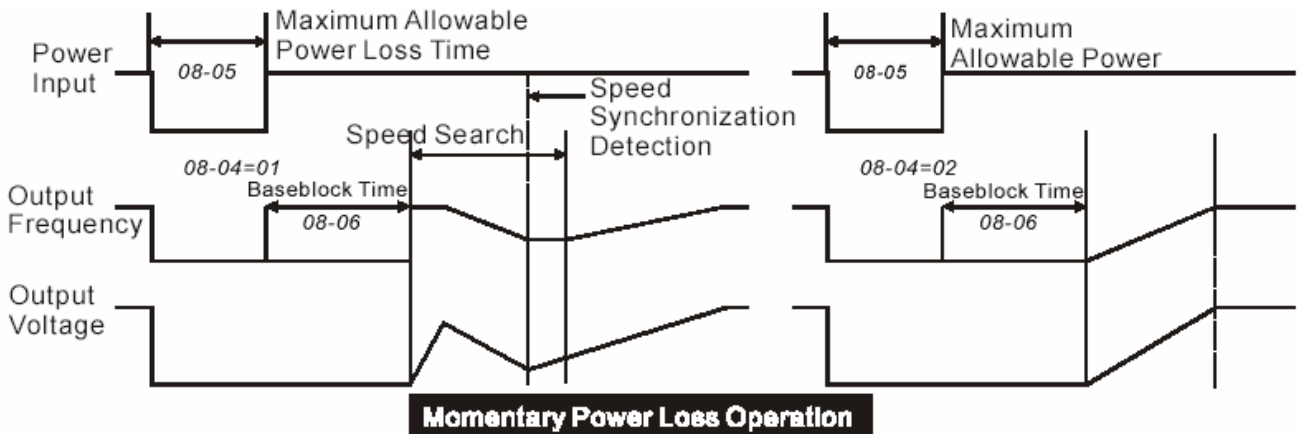 Maximum Allowable
Power Loss Time
Power
Input
08-05
Speed
Synchronization
Detection
Speed Search
08-04=01
Baseblock Time
08-06
Output
Frequency
Output
Voltage
Maximum
Allowable Power
08-05
08-04=02
Baseblock Time
08-06
Momentary Power Loss Operation